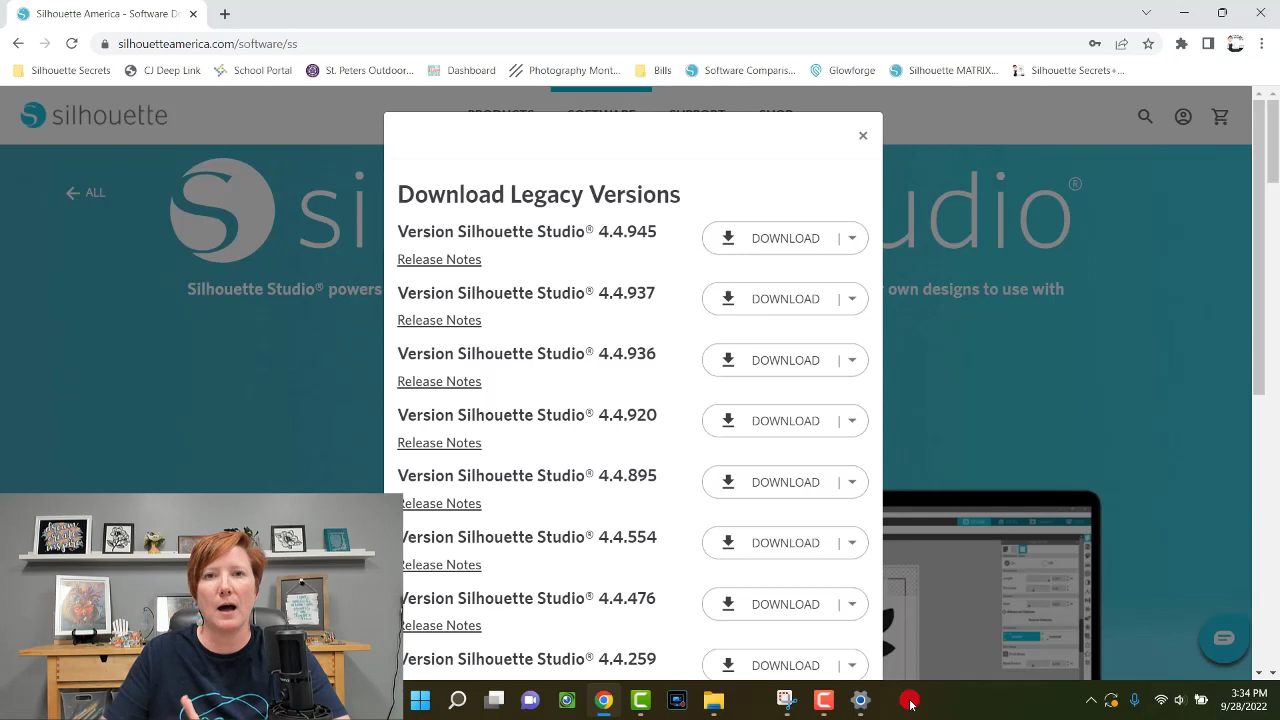 Silhouette Design Software - Am
silhouetteamerica.com/software/ss
Silhouette Secrets
CJ Deep Link
School Portal
St. Peters Outdoor...
Dashboard
Photography Mont...
Bills
Software Comparis...
Glowforge
Silhouette MATRIX...
Silhouette Secrets+...
silhouette
PRODUCTS SOFTWARE SUPPORT SHOP
ALL
Silhouette Studio® powers
own designs to use with
Download Legacy Versions
Version Silhouette Studio® 4.4.945
DOWNLOAD
Release Notes
Version Silhouette Studio® 4.4.937
DOWNLOAD
Release Notes
Version Silhouette Studio® 4.4.936
DOWNLOAD
Release Notes
Version Silhouette Studio® 4.4.920
DOWNLOAD
Release Notes
Version Silhouette Studio® 4.4.895
DOWNLOAD
Release Notes
Version Silhouette Studio® 4.4.554
DOWNLOAD
Release Notes
Version Silhouette Studio® 4.4.476
DOWNLOAD
Release Notes
Version Silhouette Studio® 4.4.259
DOWNLOAD
3:34 PM
9/28/2022